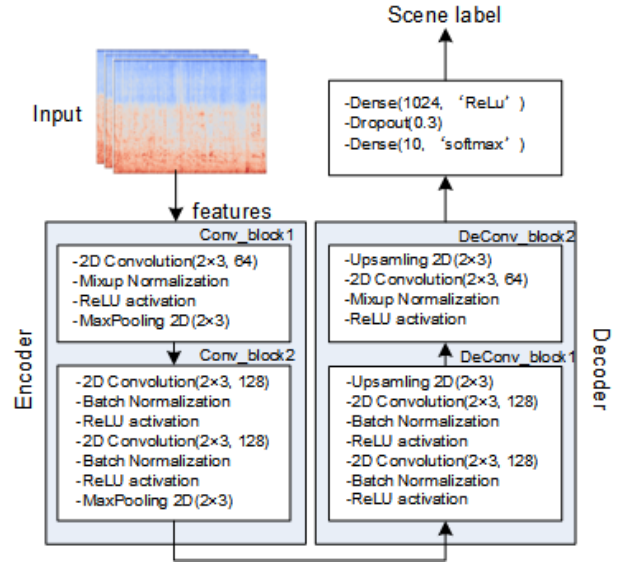 Scene label
Input
-Dense(1024, ‘ReLu’)
-Dropout(0.3)
-Dense(10, ‘softmax’)
features
Encoder
Conv_block1
-2D Convolution(2×3, 64)
-Mixup Normalization
-ReLU activation
-MaxPooling 2D(2×3)
Conv_block2
-2D Convolution(2×3, 128)
-Batch Normalization
-ReLU activation
-2D Convolution(2×3, 128)
-Batch Normalization
-ReLU activation
-MaxPooling 2D(2×3)
Decoder
DeConv_block2
-Upsamling 2D(2×3)
-2D Convolution(2×3, 64)
-Mixup Normalization
-ReLU activation
DeConv_block1
-Upsamling 2D(2×3)
-2D Convolution(2×3, 128)
-Batch Normalization
-ReLU activation
-2D Convolution(2×3, 128)
-Batch Normalization
-ReLU activation